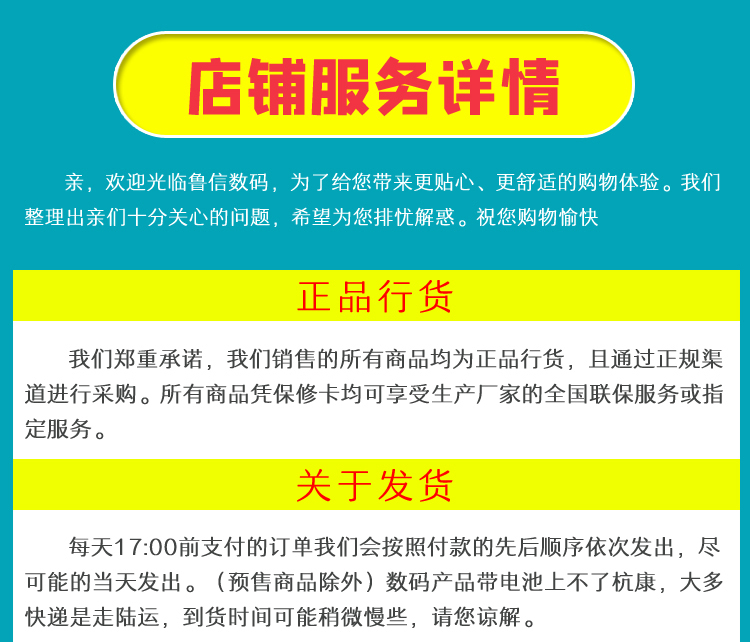 店铺服务详情
亲，欢迎光临鲁信数码，为了给您带来更贴心、更舒适的购物体验。我们
整理出亲们十分关心的问题，希望为您排忧解惑。祝您购物愉快
正品行货
我们郑重承诺，我们销售的所有商品均为正品行货，且通过正规渠
道进行采购。所有商品凭保修卡均可享受生产厂家的全国联保服务或指
定服务。
关于发货
每天17:00前支付的订单我们会按照付款的先后顺序依次发出，尽
可能的当天发出。（预售商品除外）数码产品带电池上不了杭康，大多
快递是走陆运，到货时间可能稍微慢些，请您谅解。